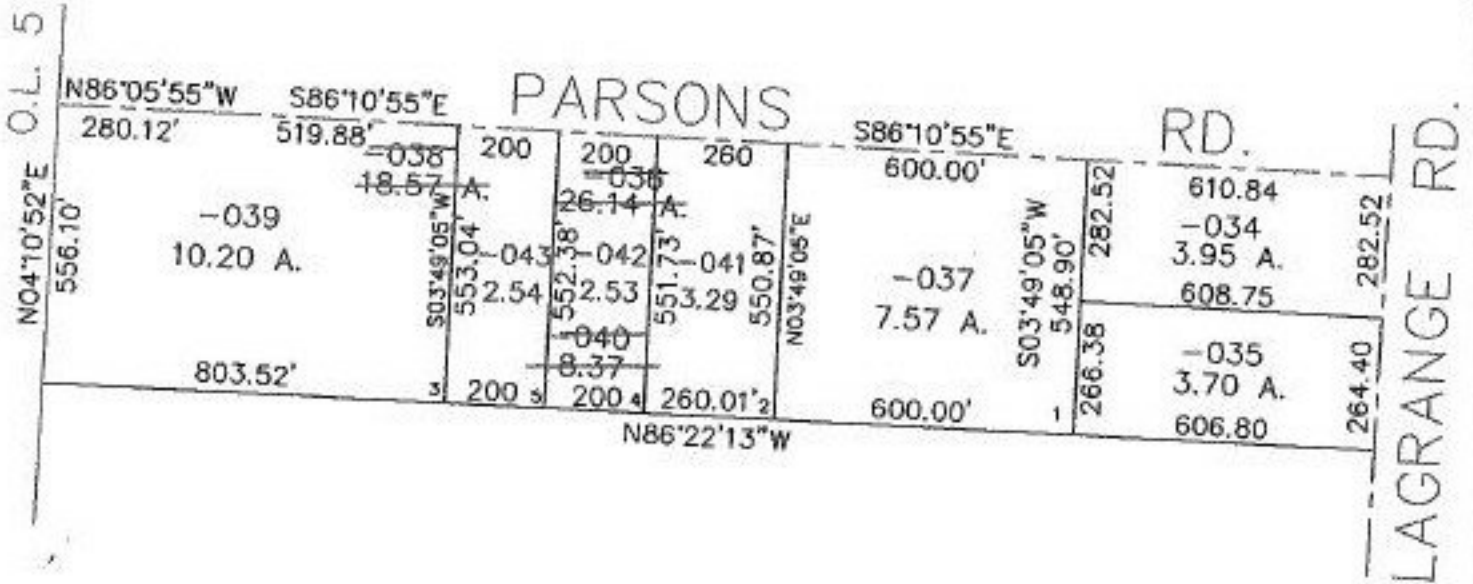 O.L. 5
N86°05'55"W
S86°10'55"E
PARSONS
S86°10'55"E
RD.
LAGRANGE RD.
280.12'
519.88'
-038
18.57 A.
200
200
-036
26.14 A.
260
600.00'
610.84
N04°10'52"E
556.10'
-039
10.20 A.
S03°49'05"W
553.04'
-043
2.54
552.38'
-042
2.53
551.73'
-041
3.29
550.87'
N03°49'05"E
-037
7.57 A.
S03°49'05"W
548.90'
282.52
-034
3.95 A.
282.52
608.75
-040
8.37
266.38
-035
3.70 A.
264.40
803.52'
3
200
5
200
4
260.01'
2
600.00'
1
606.80
N86°22'13"W